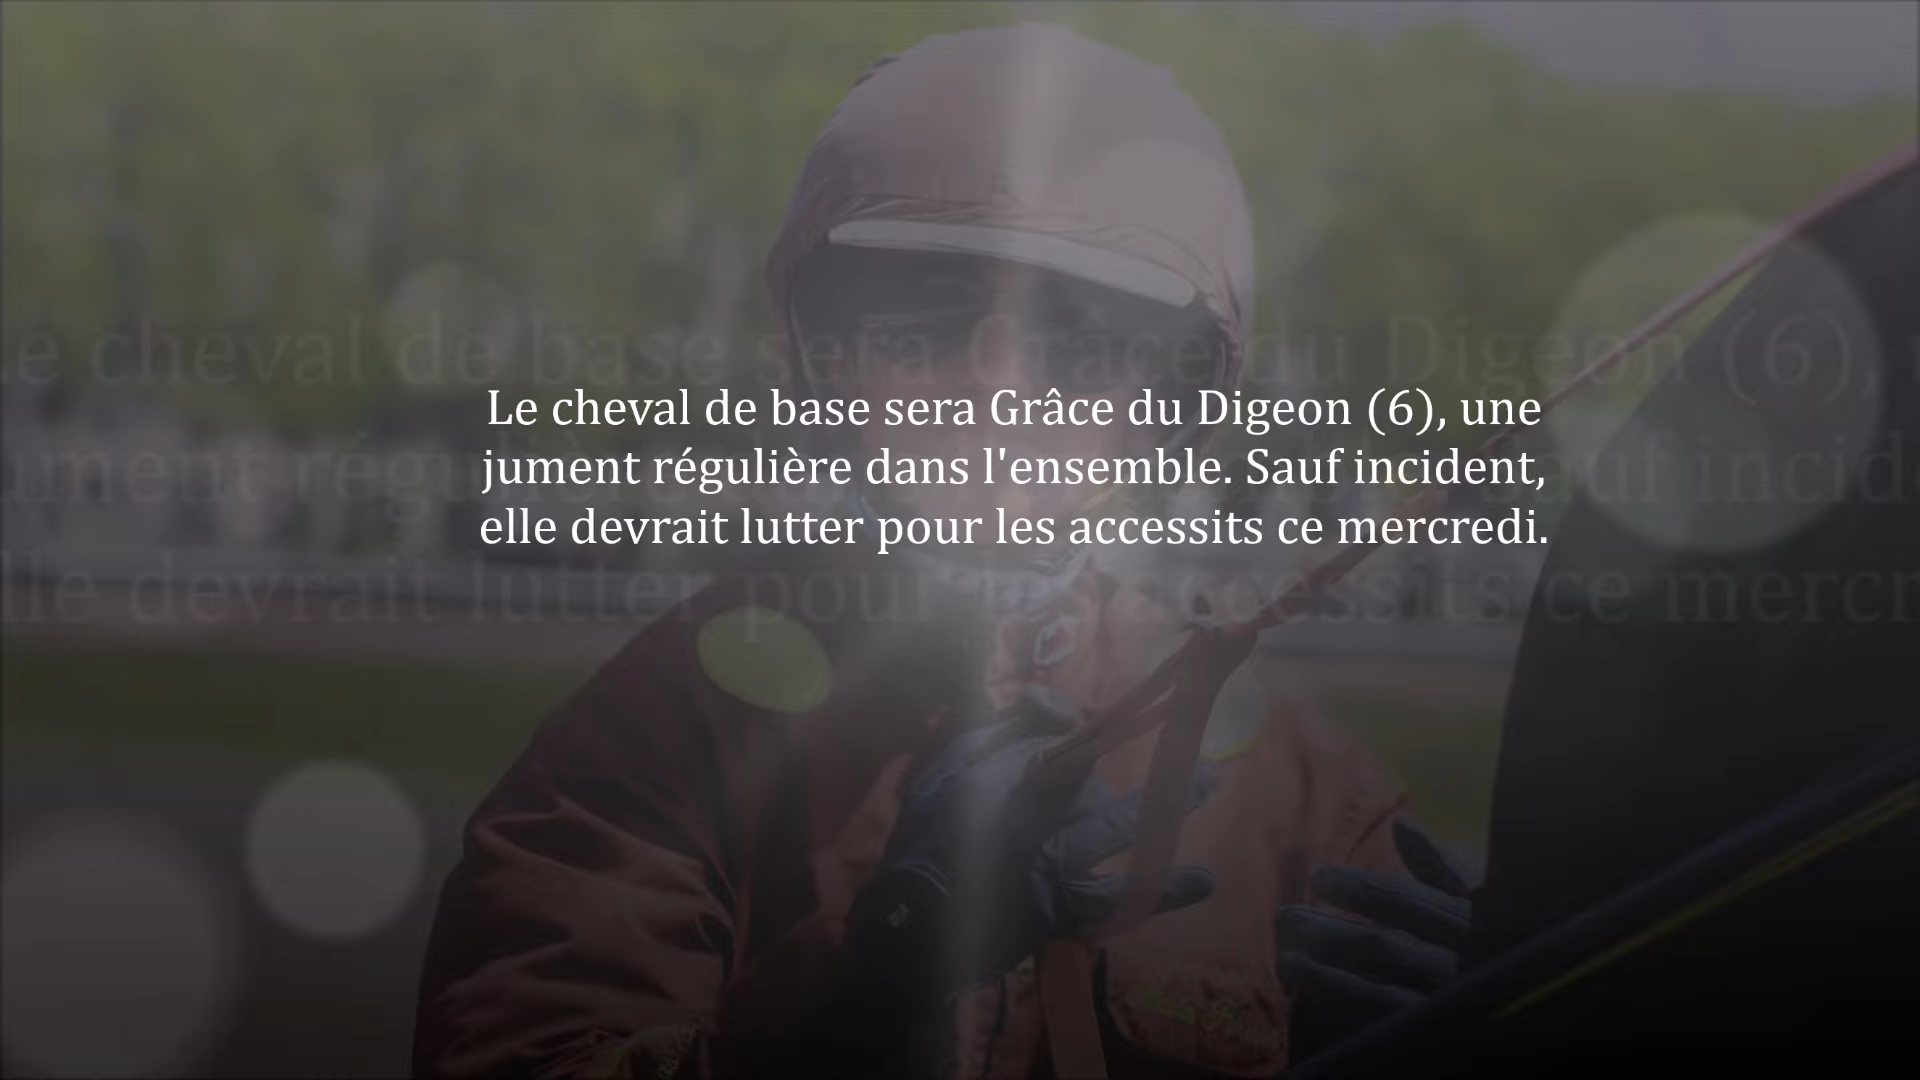 Le cheval de base sera Grâce du Digeon (6), une
jument régulière dans l'ensemble. Sauf incident,
elle devrait lutter pour les accessits ce mercredi.